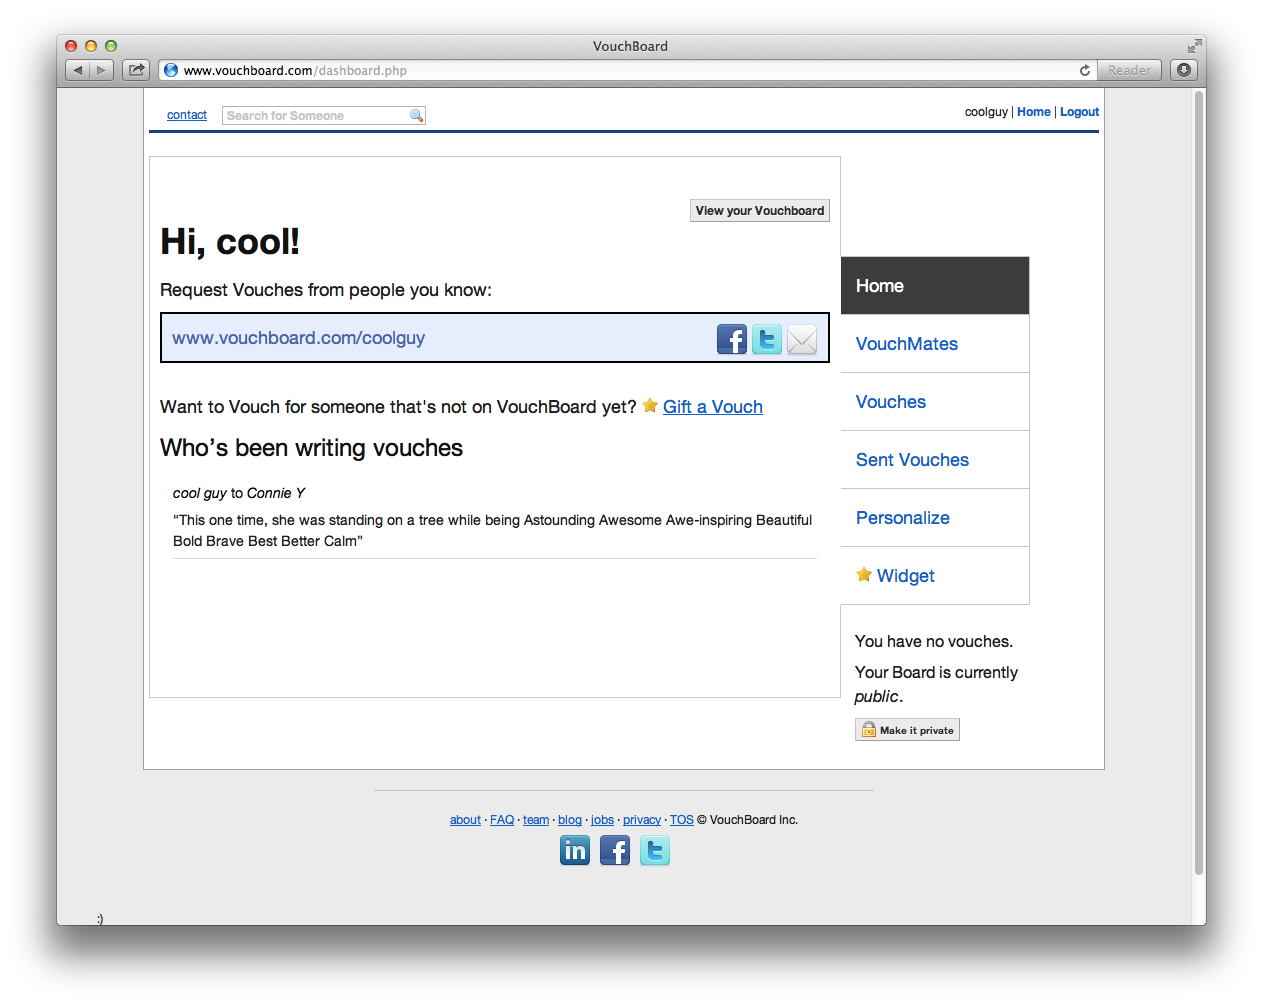 VouchBoard
www.vouchboard.com/dashboard.php
Reader
contact
Search for Someone
coolguy | Home | Logout
View your Vouchboard
Hi, cool!
Request Vouches from people you know:
www.vouchboard.com/coolguy
Want to Vouch for someone that's not on VouchBoard yet? Gift a Vouch
Who's been writing vouches
cool guy to Connie Y
“This one time, she was standing on a tree while being Astounding Awesome Awe-inspiring Beautiful
Bold Brave Best Better Calm”
Home
VouchMates
Vouches
Sent Vouches
Personalize
Widget
You have no vouches.
Your Board is currently
public.
Make it private
about · FAQ · team · blog · jobs · privacy · TOS © VouchBoard Inc.
in f t
:)